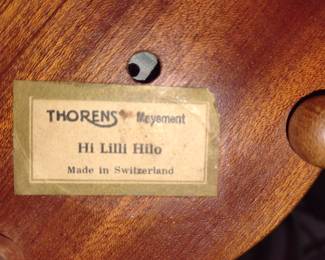 THORENS Movement
Hi Lilli Hilo
Made in Switzerland